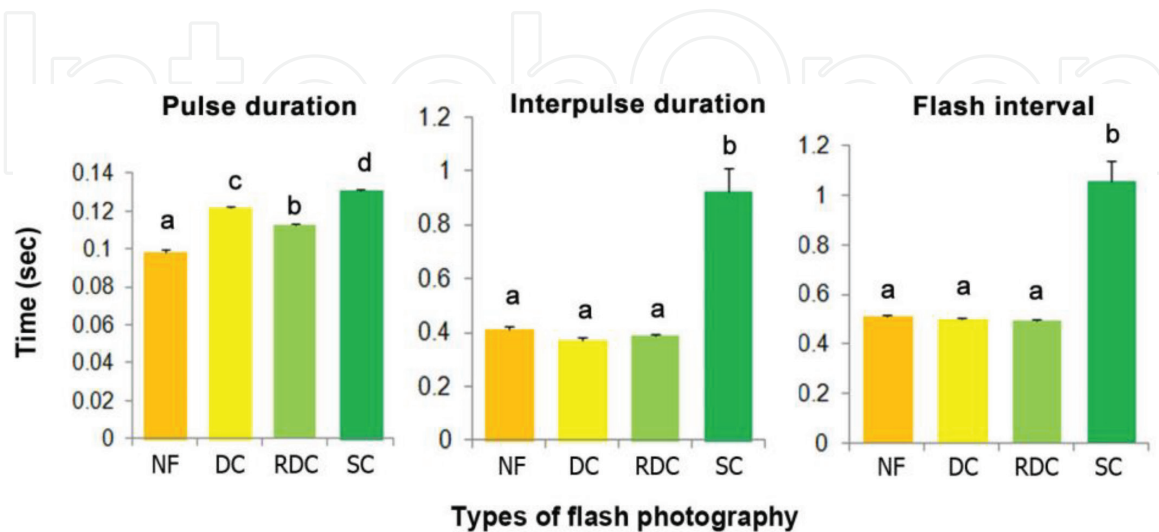 IntechOpen
Pulse duration
Interpulse duration
Flash interval
Time (sec)
0.14
0.12
0.1
0.08
0.06
0.04
0.02
0
a
c
b
d
NF DC RDC SC
1.2
1
0.8
0.6
0.4
0.2
0
a
a
a
b
NF DC RDC SC
1.2
1
0.8
0.6
0.4
0.2
0
a
a
a
b
NF DC RDC SC
Types of flash photography